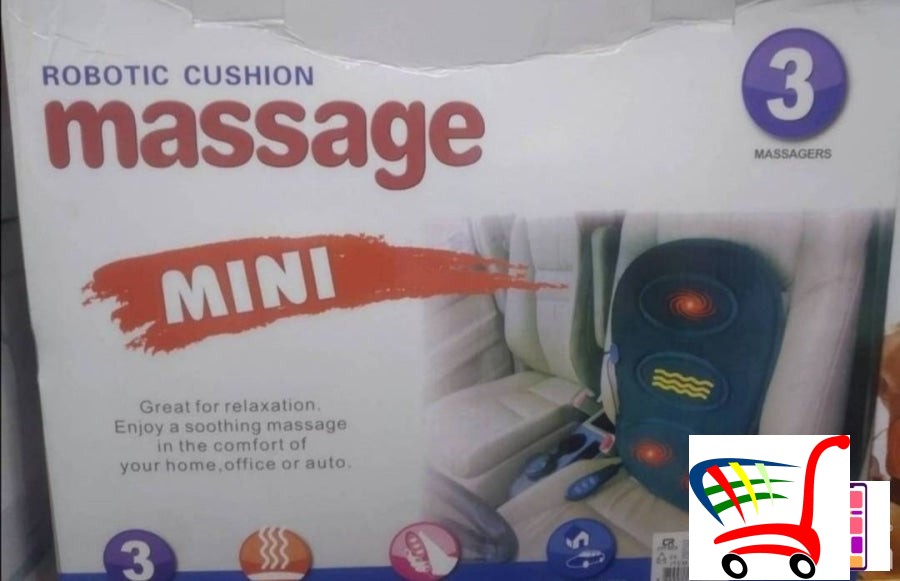 ROBOTIC CUSHION
massage
3
MASSAGERS
MINI
Great for relaxation.
Enjoy a soothing massage
in the comfort of
your home,office or auto.
3